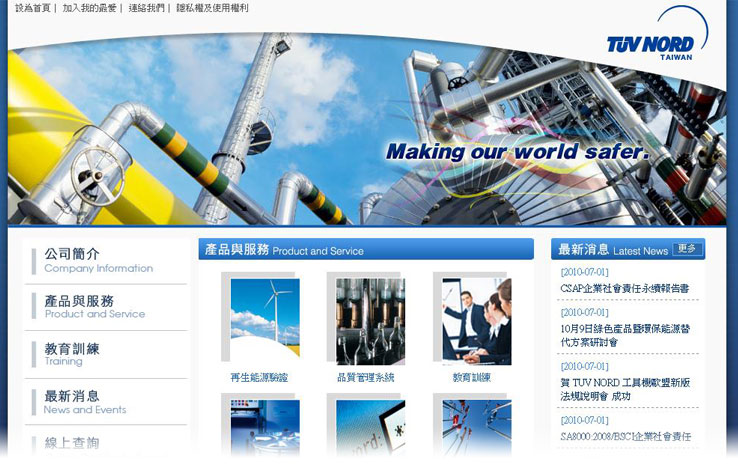 設為首頁 | 加入我的最愛 | 連絡我們 | 隱私權及使用權利
TÜV NORD
TAIWAN
Making our world safer.
公司簡介
Company Information
產品與服務
Product and Service
教育訓練
Training
最新消息
News and Events
線上查詢
產品與服務 Product and Service
再生能源驗證
品質管理系統
教育訓練
最新消息 Latest News 更多
[2010-07-01]
CSAP企業社會責任永續報告書
[2010-07-01]
10月9日綠色產品暨環保能源替
代方案研討會
[2010-07-01]
賀 TUV NORD 工具機歐盟新版
法規說明會 成功
[2010-07-01]
SA8000:2008/BSCI企業社會責任